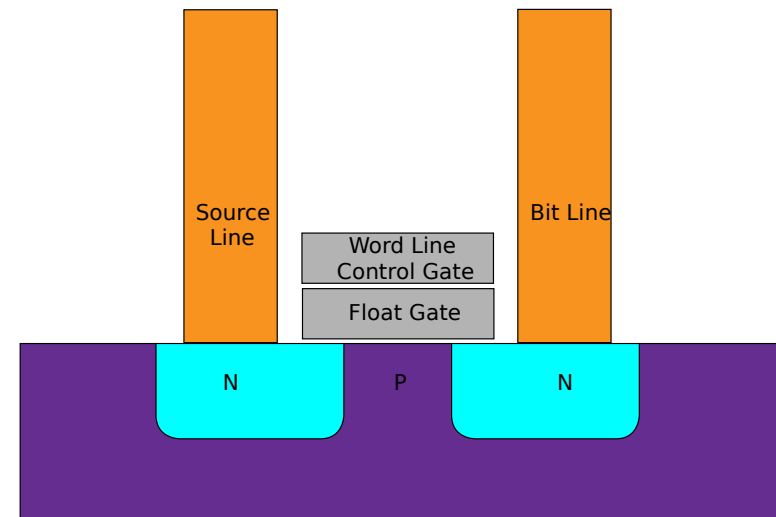 Source
Line
Bit Line
Word Line
Control Gate
Float Gate
N
P
N